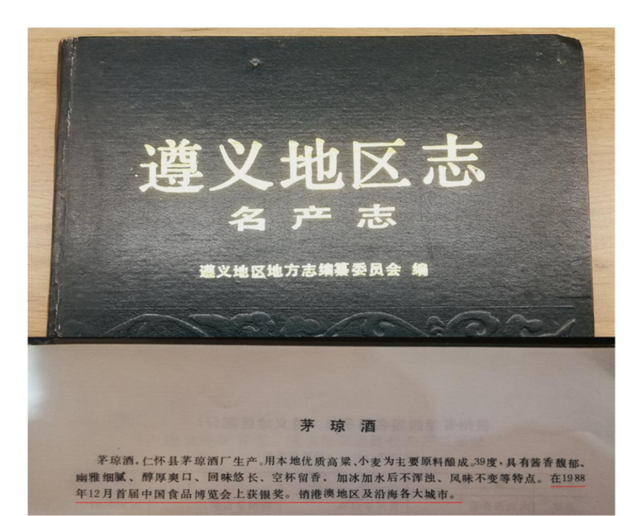 遵义地区志
名产志
遵义地区地方志编纂委员会 编
茅琼酒
茅琼酒,仁怀县茅琼酒厂生产。用本地优质高粱、小麦为主要原料酿成。39度,具有酱香馥郁、
幽雅细腻、醇厚爽口、回味悠长、空杯留香,加冰加水后不浑浊、风味不变等特点。在1988
年12月首届中国食品博览会上获银奖。销港澳地区及沿海各大城市。